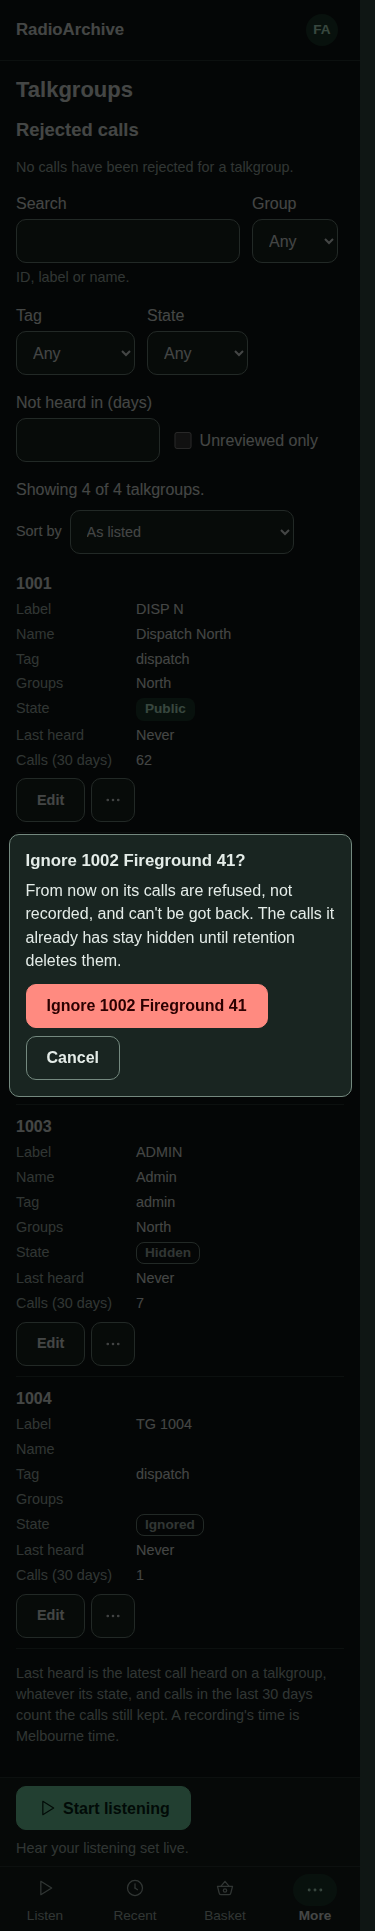 RadioArchive
FA
Talkgroups
Rejected calls
No calls have been rejected for a talkgroup.
Search
Group
Any
ID, label or name.
Tag
State
Any
Any
Not heard in (days)
Unreviewed only
Showing 4 of 4 talkgroups.
Sort by
As listed
1001
Label DISP N
Name Dispatch North
Tag dispatch
Groups North
State Public
Last heard Never
Calls (30 days) 62
Edit ...
Ignore 1002 Fireground 41?
From now on its calls are refused, not
recorded, and can't be got back. The calls it
already has stay hidden until retention
deletes them.
Ignore 1002 Fireground 41
Cancel
1003
Label ADMIN
Name Admin
Tag admin
Groups North
State Hidden
Last heard Never
Calls (30 days) 7
Edit ...
1004
Label TG 1004
Name
Tag dispatch
Groups
State Ignored
Last heard Never
Calls (30 days) 1
Edit ...
Last heard is the latest call heard on a talkgroup,
whatever its state, and calls in the last 30 days
count the calls still kept. A recording's time is
Melbourne time.
Start listening
Hear your listening set live.
Listen Recent Basket More